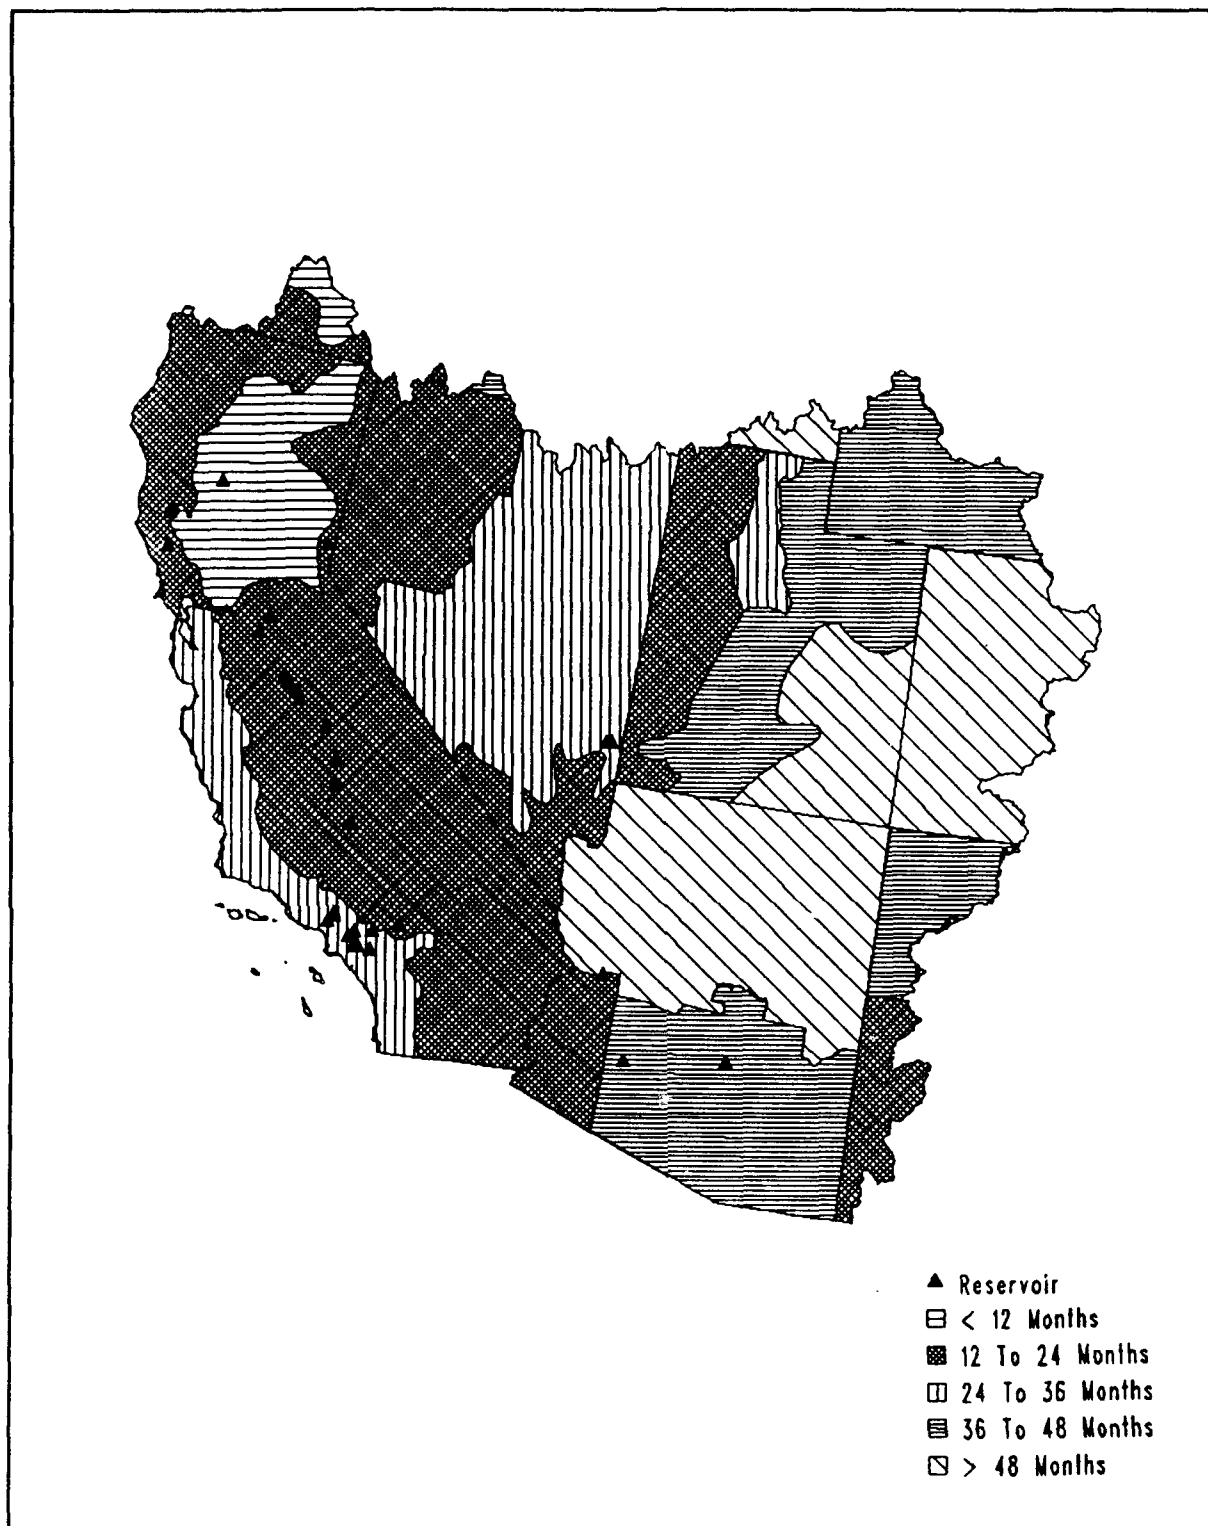 Reservoir
< 12 Months
12 To 24 Months
24 To 36 Months
36 To 48 Months
> 48 Months